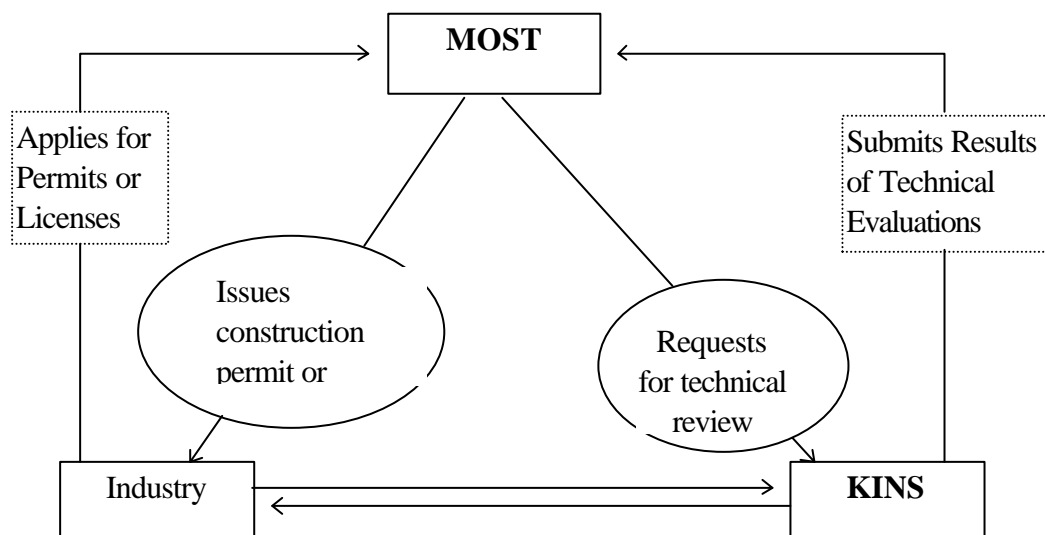 MOST
Applies for
Permits or
Licenses
Submits Results
of Technical
Evaluations
Issues
construction
permit or
Requests
for technical
review
Industry
KINS